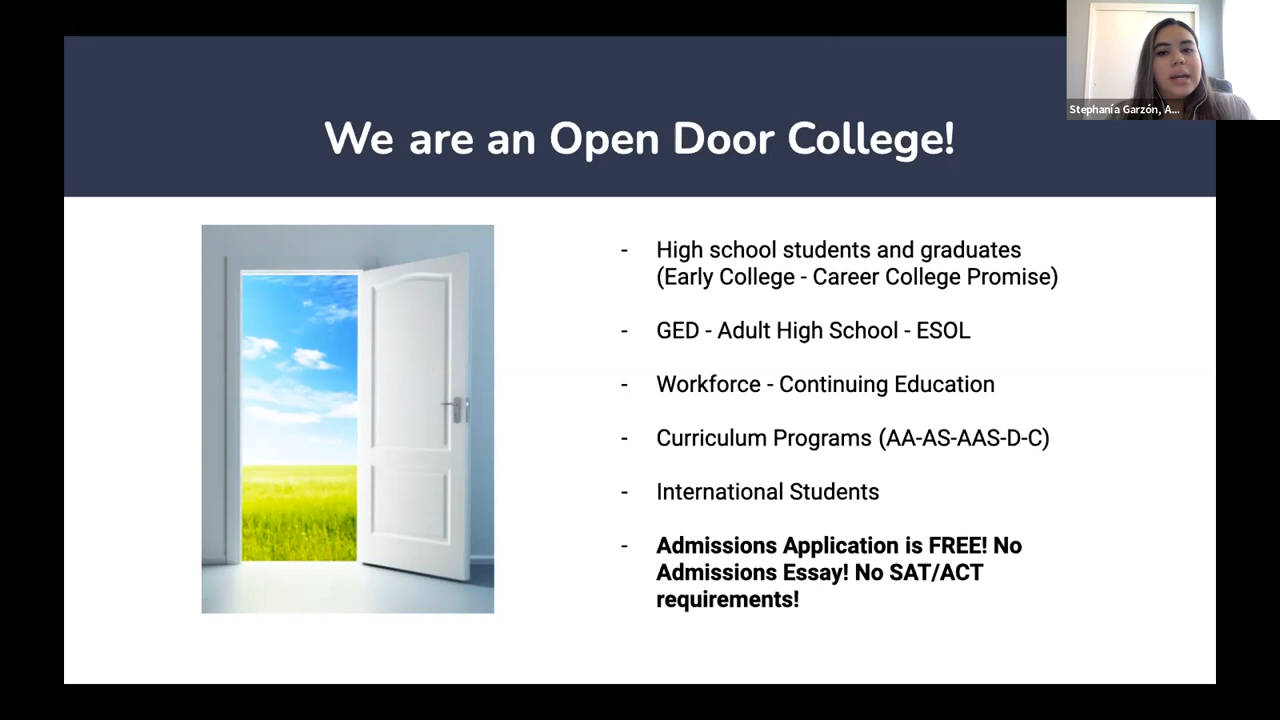 Stephanía Garzón, A...
We are an Open Door College!
- High school students and graduates
(Early College - Career College Promise)
- GED - Adult High School - ESOL
- Workforce - Continuing Education
- Curriculum Programs (AA-AS-AAS-D-C)
- International Students
- Admissions Application is FREE! No
Admissions Essay! No SAT/ACT
requirements!